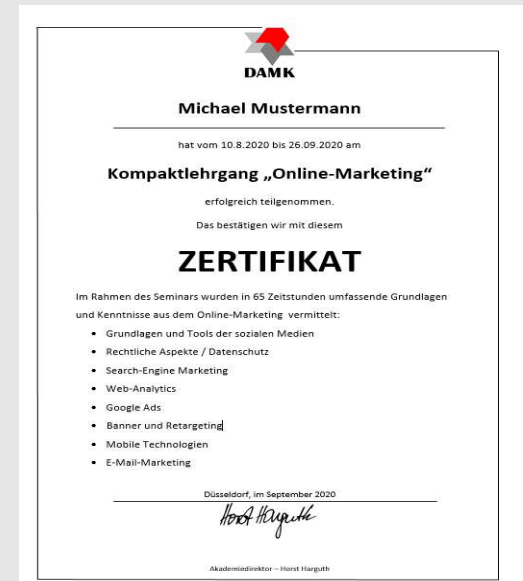 DAMK
Michael Mustermann
hat vom 10.8.2020 bis 26.09.2020 am
Kompaktlehrgang „Online-Marketing“
erfolgreich teilgenommen.
Das bestätigen wir mit diesem
ZERTIFIKAT
Im Rahmen des Seminars wurden in 65 Zeitstunden umfassende Grundlagen
und Kenntnisse aus dem Online-Marketing vermittelt:
• Grundlagen und Tools der sozialen Medien
• Rechtliche Aspekte / Datenschutz
• Search-Engine Marketing
• Web-Analytics
• Google Ads
• Banner und Retargeting
• Mobile Technologien
• E-Mail-Marketing
Düsseldorf, im September 2020
Horst Harguth
Akademiedirektor – Horst Harguth